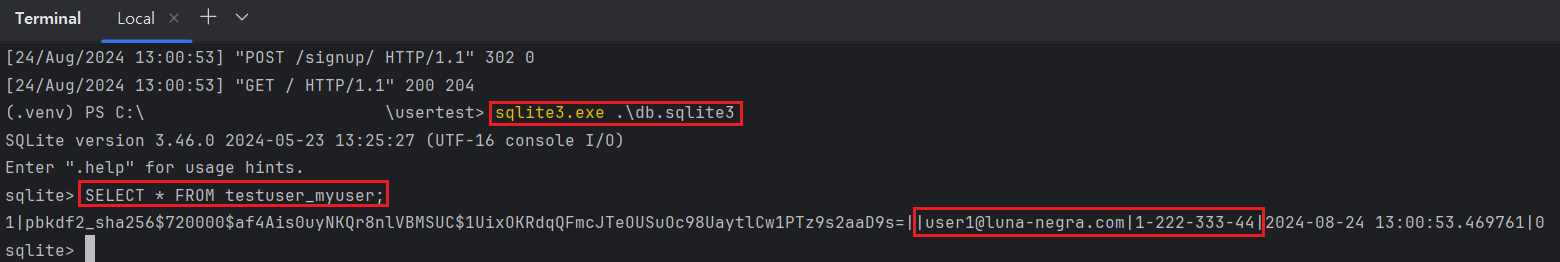 Terminal Local
[24/Aug/2024 13:00:53] "POST /signup/ HTTP/1.1" 302 0
[24/Aug/2024 13:00:53] "GET / HTTP/1.1" 200 204
(.venv) PS C:\ \usertest> sqlite3.exe .\db.sqlite3
SQLite version 3.46.0 2024-05-23 13:25:27 (UTF-16 console I/O)
Enter ".help" for usage hints.
sqlite> SELECT * FROM testuser_myuser;
1|pbkdf2_sha256$720000$af4Ais0uyNKQr8nlVBMSUC$1UixOKRdqQFmcJTeOUSuOc98UaytlCw1PTz9s2aaD9s=||user1@luna-negra.com|1-222-333-44|2024-08-24 13:00:53.469761|0
sqlite>